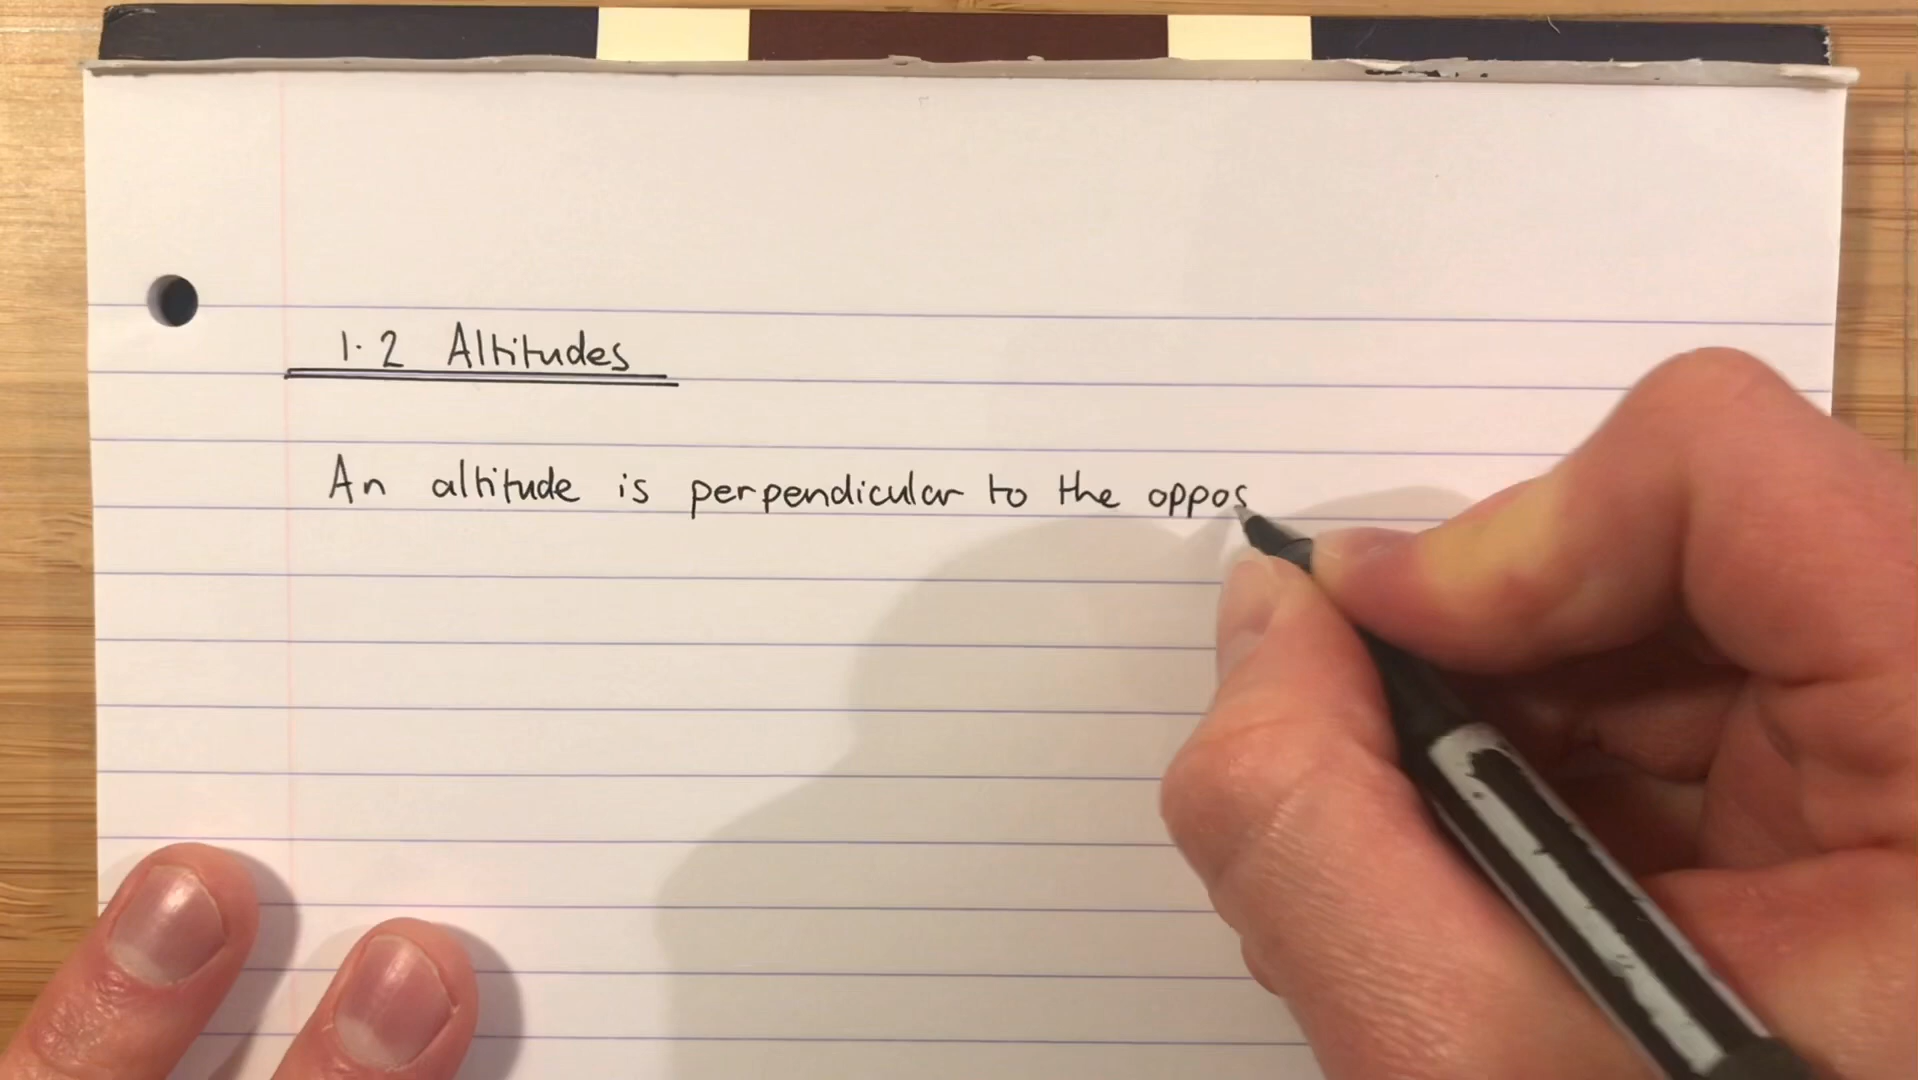 1.2 Altitudes
An altitude is perpendicular to the oppos